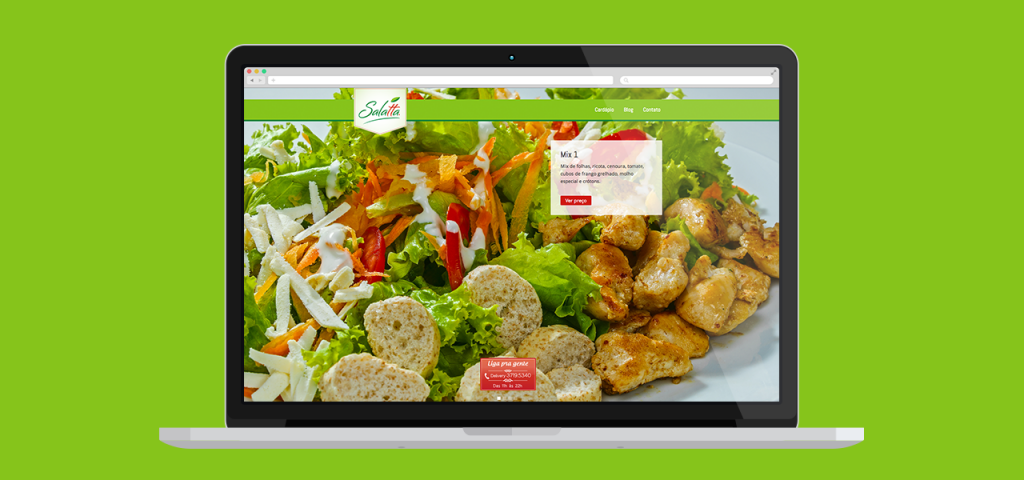 Salatta
Cardápio Blog Contato
Mix 1
Mix de folhas, ricota, cenoura, tomate,
cubos de frango grelhado, molho
especial e crótons.
Ver preço
Liga pra gente
Delivery 3719.5340
Das 11h às 22h